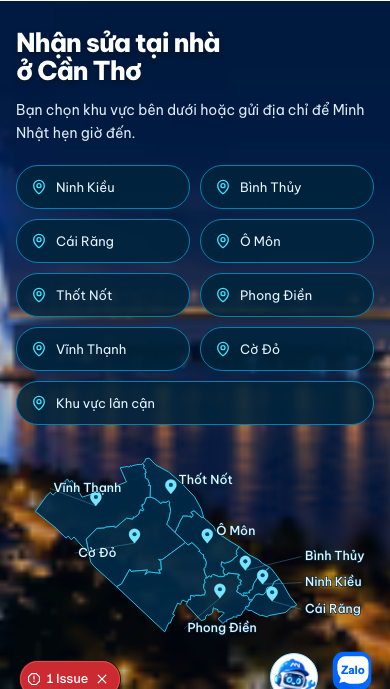 Nhận sửa tại nhà
ở Cần Thơ
Bạn chọn khu vực bên dưới hoặc gửi địa chỉ để Minh
Nhật hẹn giờ đến.
Ninh Kiều
Bình Thủy
Cái Răng
Ô Môn
Thốt Nốt
Phong Điền
Vĩnh Thạnh
Cờ Đỏ
Khu vực lân cận
Thốt Nốt
Vĩnh Thạnh
Ô Môn
Cờ Đỏ
Bình Thủy
Ninh Kiều
Cái Răng
Phong Điền
1 Issue
Zalo